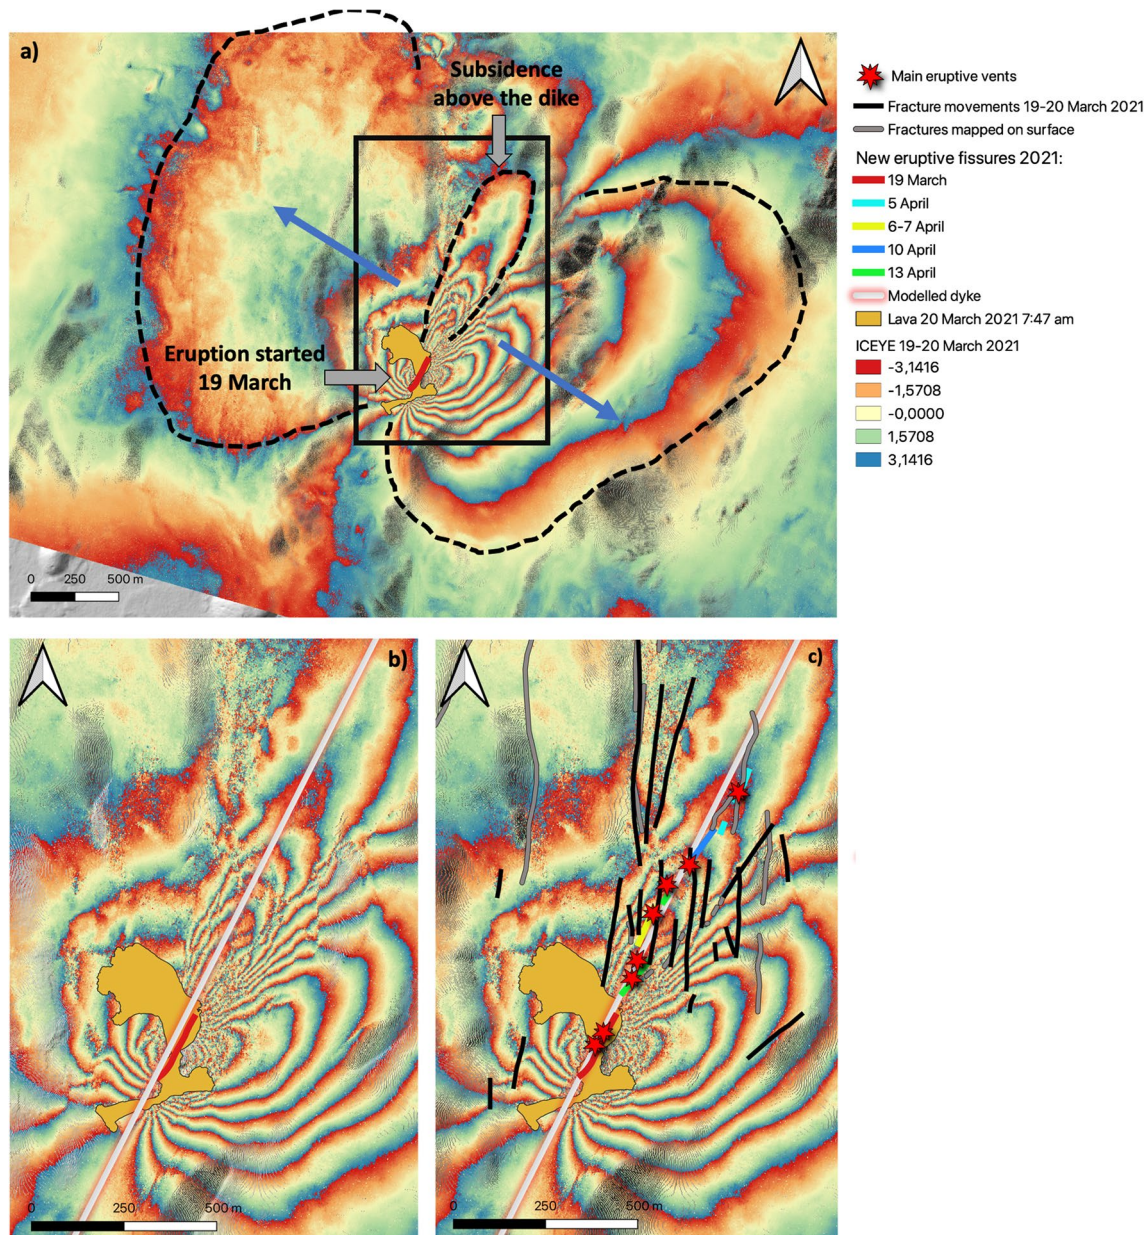 a)
Subsidence
above the dike
Eruption started
19 March
0 250 500 m
Main eruptive vents
Fracture movements 19-20 March 2021
Fractures mapped on surface
New eruptive fissures 2021:
19 March
5 April
6-7 April
10 April
13 April
Modelled dyke
Lava 20 March 2021 7:47 am
ICEYE 19-20 March 2021
-3,1416
-1,5708
-0,0000
1,5708
3,1416
b)
0 250 500 m
c)
0 250 500 m